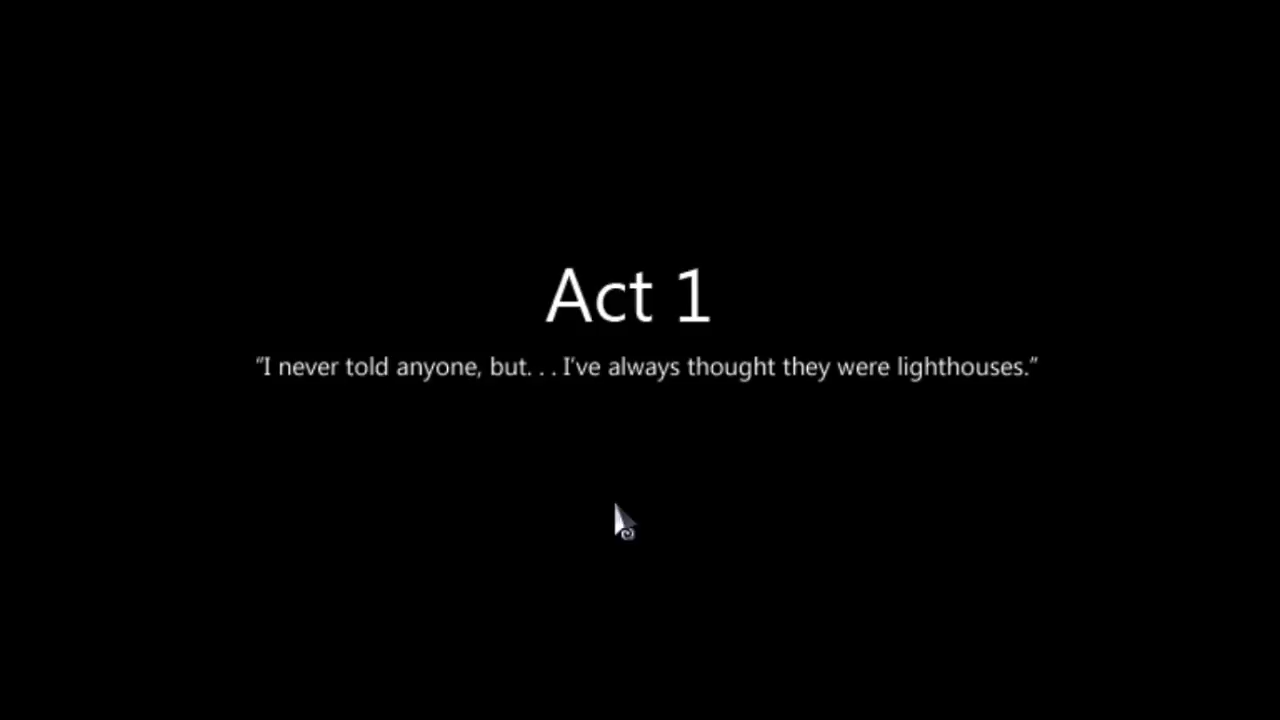 Act 1
“I never told anyone, but. . . I’ve always thought they were lighthouses.”